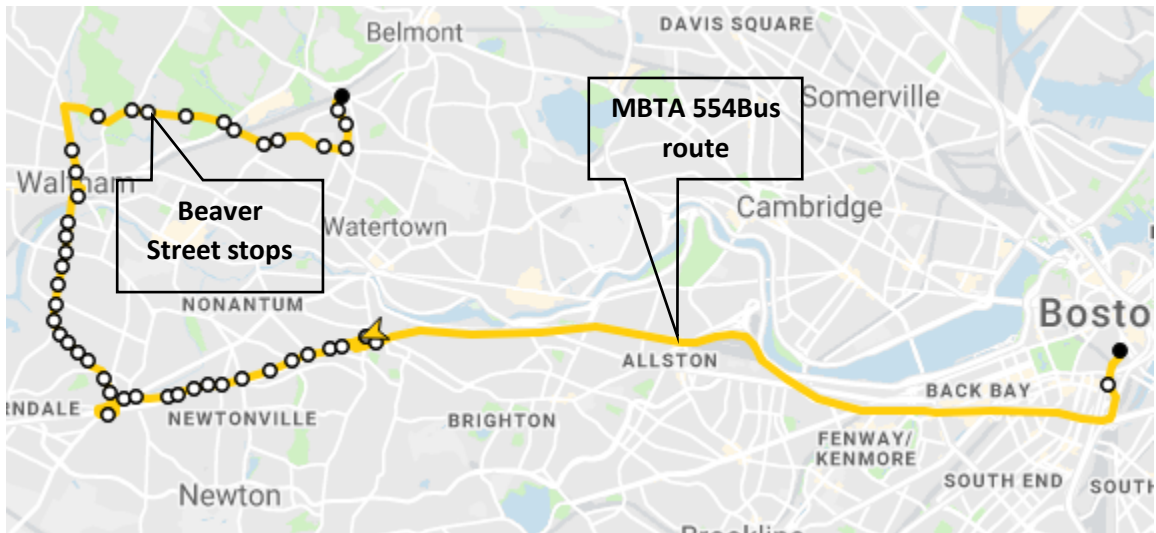 Belmont
DAVIS SQUARE
MBTA 554Bus
route
Somerville
Waltham
Beaver
Street stops
Cambridge
Watertown
NONANTUM
Bosto
ALLSTON
RNDALE
NEWTONVILLE
BACK BAY
BRIGHTON
FENWAY/
KENMORE
SOUTH END
SOUTH
Newton